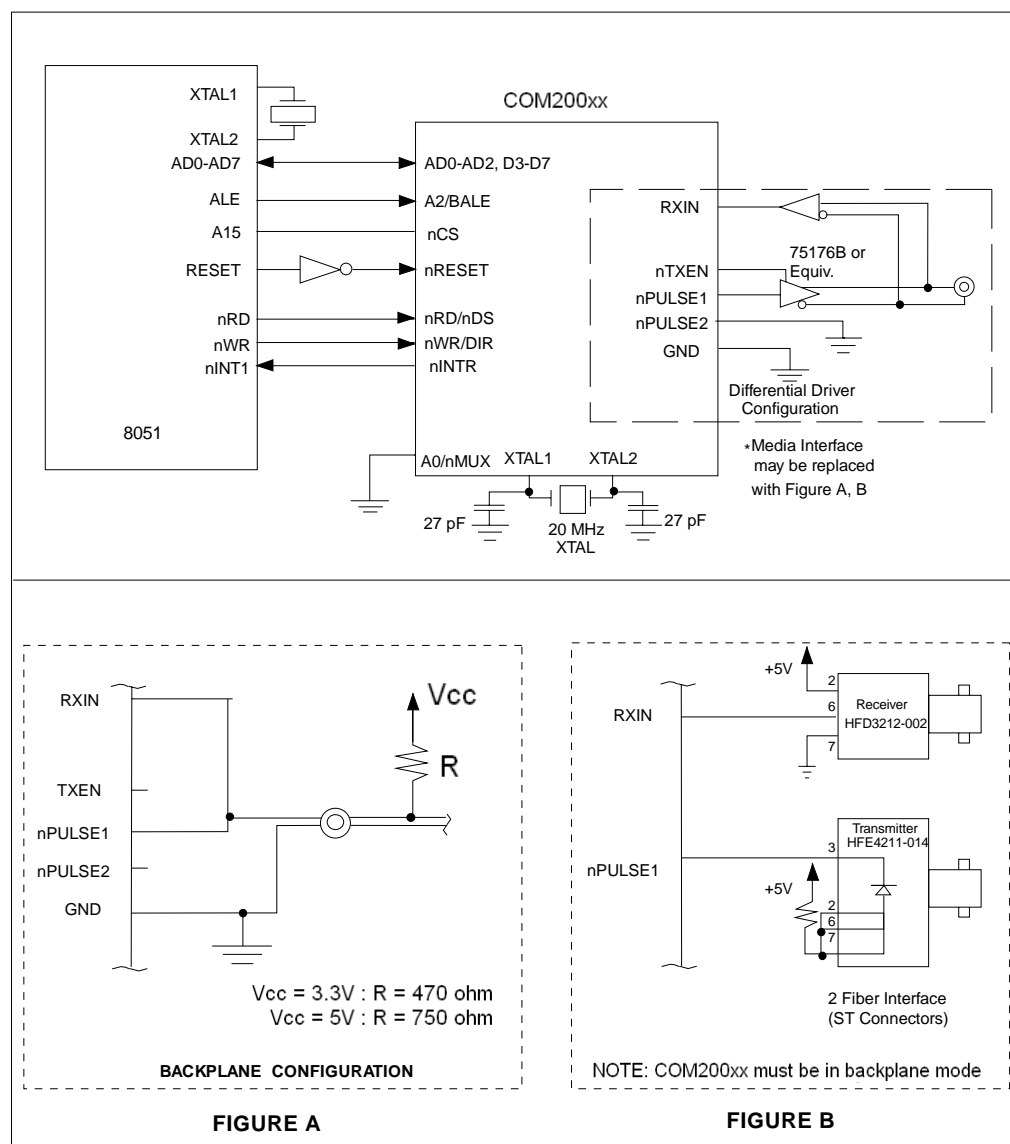 COM200xx
XTAL1
XTAL2
AD0-AD7
ALE
A15
RESET
nRD
nWR
nINT1
8051
AD0-AD2, D3-D7
A2/BALE
nCS
nRESET
nRD/nDS
nWR/DIR
nINTR
A0/nMUX
XTAL1
XTAL2
RXIN
nTXEN
nPULSE1
nPULSE2
GND
75176B or
Equiv.
Differential Driver
Configuration
*Media Interface
may be replaced
with Figure A, B
27 pF
20 MHz
XTAL
27 pF
RXIN
TXEN
nPULSE1
nPULSE2
GND
Vcc
R
Vcc = 3.3V : R = 470 ohm
Vcc = 5V : R = 750 ohm
BACKPLANE CONFIGURATION
FIGURE A
RXIN
nPULSE1
+5V
2
6
7
Receiver
HFD3212-002
Transmitter
HFE4211-014
3
+5V
2
6
7
2 Fiber Interface
(ST Connectors)
NOTE: COM200xx must be in backplane mode
FIGURE B